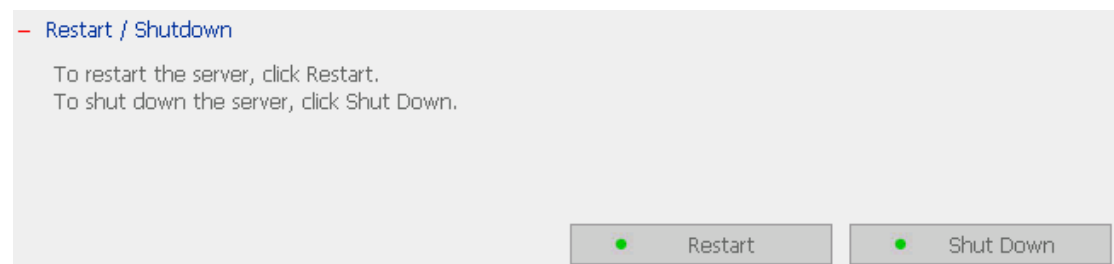 – Restart / Shutdown
To restart the server, click Restart.
To shut down the server, click Shut Down.
Restart
Shut Down